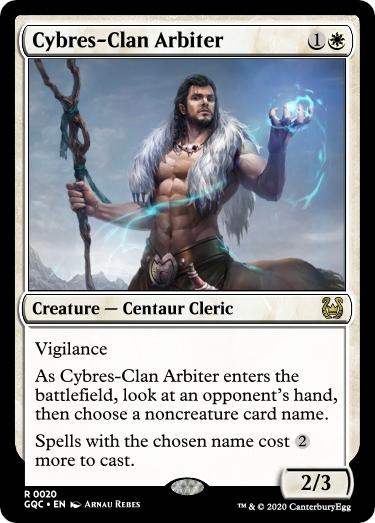 Cybres-Clan Arbiter 1
Creature — Centaur Cleric
Vigilance
As Cybres-Clan Arbiter enters the
battlefield, look at an opponent's hand,
then choose a noncreature card name.
Spells with the chosen name cost 2
more to cast.
2/3
R 0020
GQC • EN Arnau Rebes
™ & © 2020 CanterburyEgg